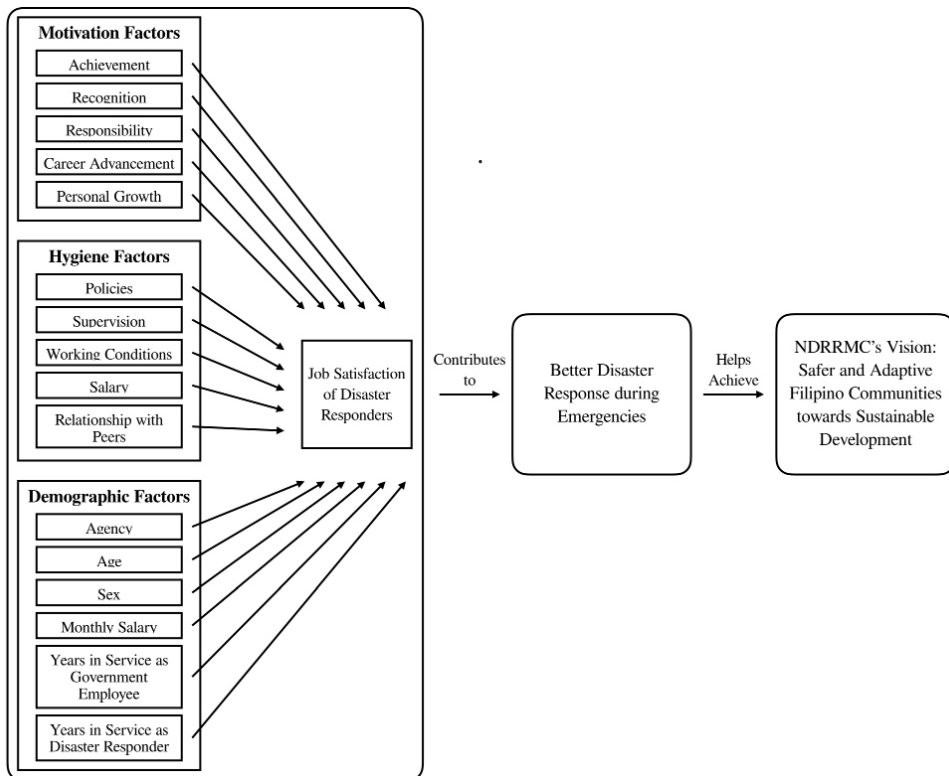 Motivation Factors
Achievement
Recognition
Responsibility
Career Advancement
Personal Growth
Hygiene Factors
Policies
Supervision
Working Conditions
Salary
Relationship with
Peers
Demographic Factors
Agency
Age
Sex
Monthly Salary
Years in Service as
Government
Employee
Years in Service as
Disaster Responder
Job Satisfaction
of Disaster
Responders
Contributes
to
Better Disaster
Response during
Emergencies
Helps
Achieve
NDRRMC's Vision:
Safer and Adaptive
Filipino Communities
towards Sustainable
Development